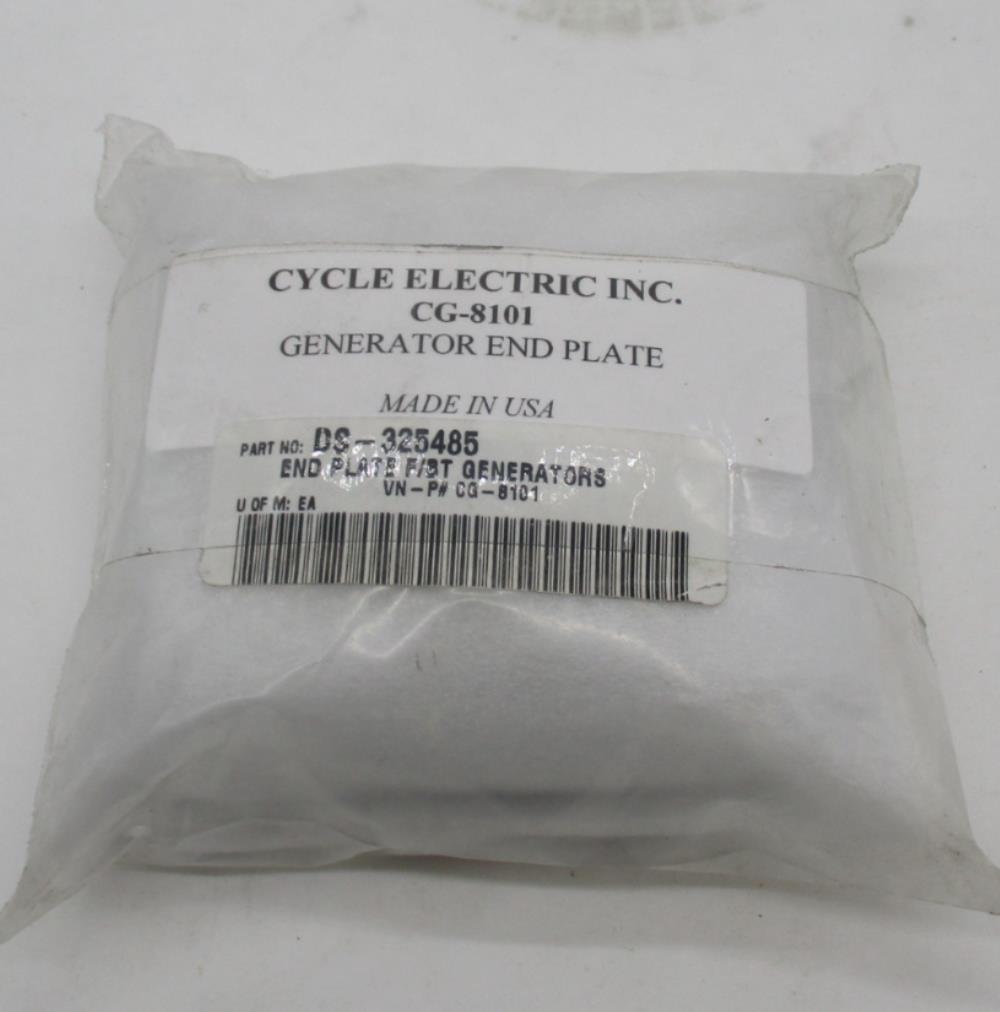 CYCLE ELECTRIC INC.
CG-8101
GENERATOR END PLATE
MADE IN USA
PART NO: DS-325485
END PLATE F/BT GENERATORS
VN-P# CG-8101
U OF M: EA